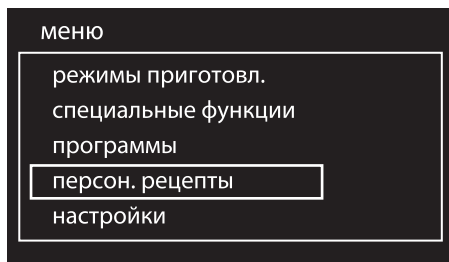 меню
режимы приготовл.
специальные функции
программы
персон. рецепты
настройки